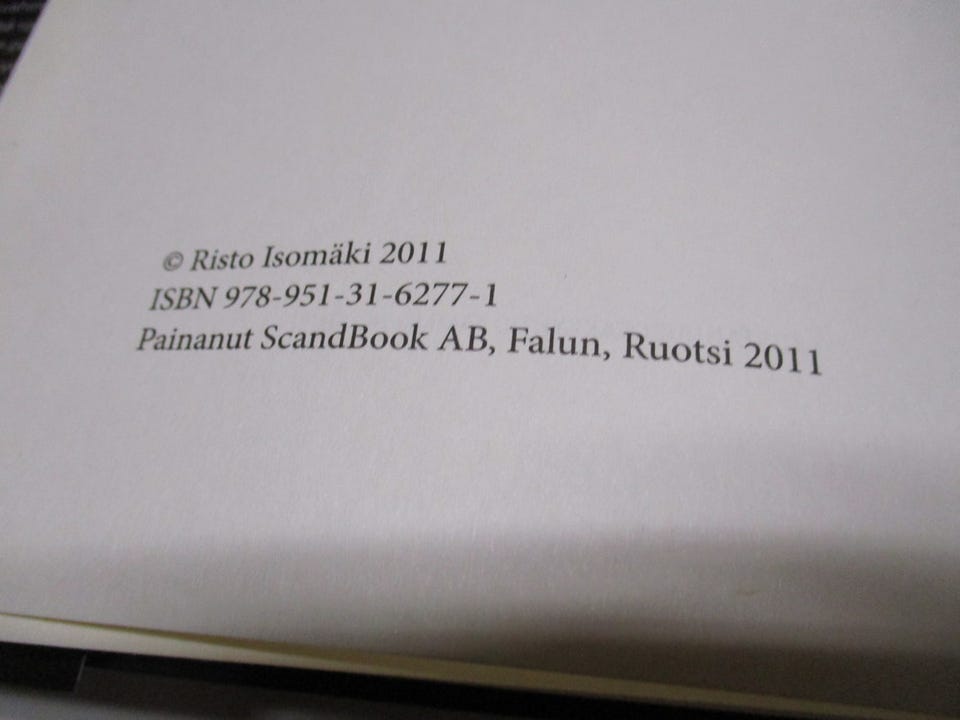 © Risto Isomäki 2011
ISBN 978-951-31-6277-1
Painanut ScandBook AB, Falun, Ruotsi 2011